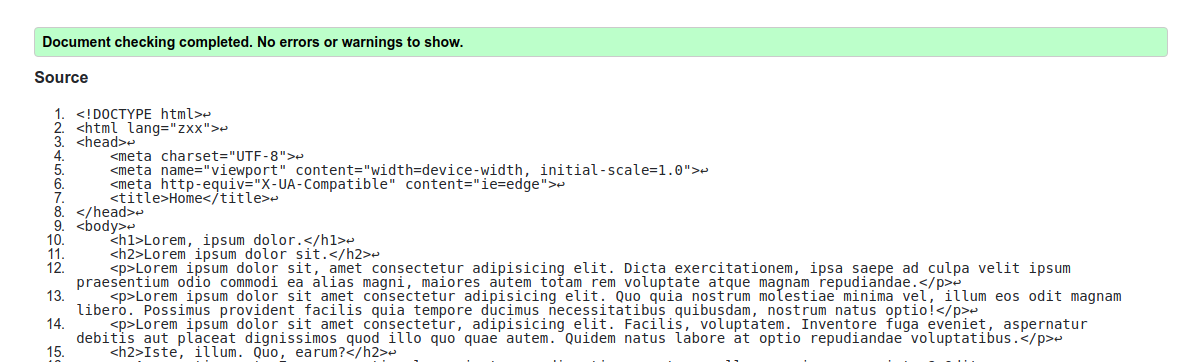 Document checking completed. No errors or warnings to show.
Source
1. <!DOCTYPE html>↩
2. <html lang="zxx">↩
3. <head>↩
4. <meta charset="UTF-8">↩
5. <meta name="viewport" content="width=device-width, initial-scale=1.0">↩
6. <meta http-equiv="X-UA-Compatible" content="ie=edge">↩
7. <title>Home</title>↩
8. </head>↩
9. <body>↩
10. <h1>Lorem, ipsum dolor.</h1>↩
11. <h2>Lorem ipsum dolor sit.</h2>↩
12. <p>Lorem ipsum dolor sit, amet consectetur adipisicing elit. Dicta exercitationem, ipsa saepe ad culpa velit ipsum
praesentium odio commodi ea alias magni, maiores autem totam rem voluptate atque magnam repudiandae.</p>↩
13. <p>Lorem ipsum dolor sit amet consectetur adipisicing elit. Quo quia nostrum molestiae minima vel, illum eos odit magnam
libero. Possimus provident facilis quia tempore ducimus necessitatibus quibusdam, nostrum natus optio!</p>↩
14. <p>Lorem ipsum dolor sit amet consectetur, adipisicing elit. Facilis, voluptatem. Inventore fuga eveniet, aspernatur
debitis aut placeat dignissimos quod illo quo quae autem. Quidem natus labore at optio repudiandae voluptatibus.</p>↩
15. <h2>Iste, illum. Quo, earum?</h2>↩